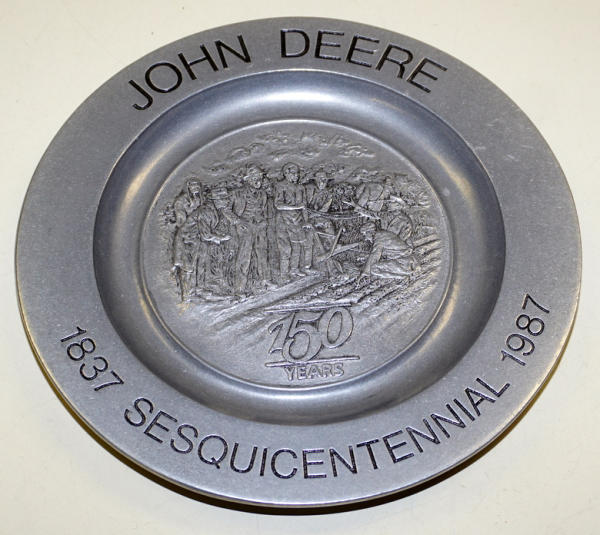 JOHN DEERE
150
YEARS
1837 SESQUICENTENNIAL 1987